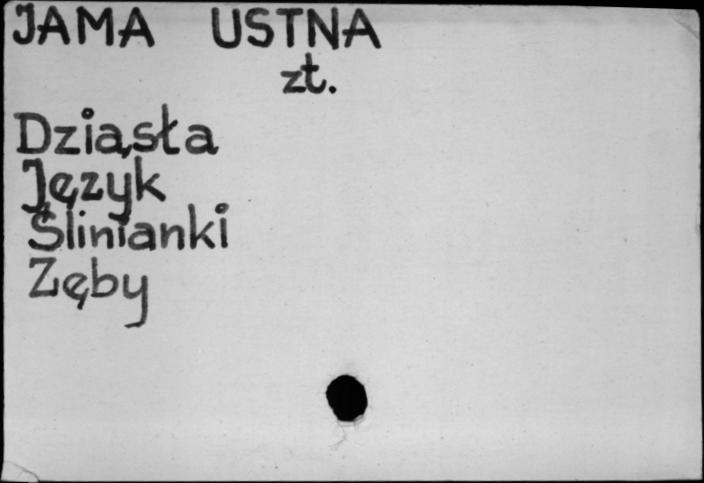 JAMA USTNA
zt.
Dziąsła
Język
Ślinianki
Zęby